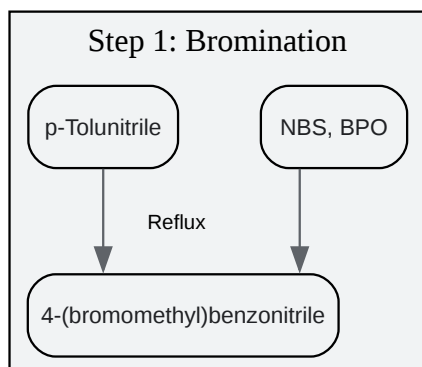 Step 1: Bromination
p-Tolunitrile
NBS, BPO
Reflux
4-(bromomethyl)benzonitrile